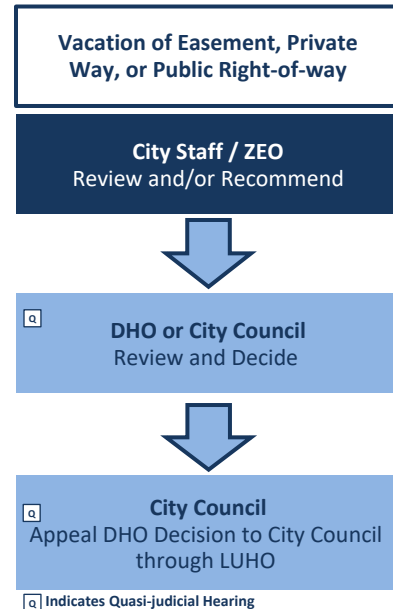 Vacation of Easement, Private
Way, or Public Right-of-way
City Staff / ZEO
Review and/or Recommend
Q
DHO or City Council
Review and Decide
Q
City Council
Appeal DHO Decision to City Council
through LUHO
Q Indicates Quasi-judicial Hearing